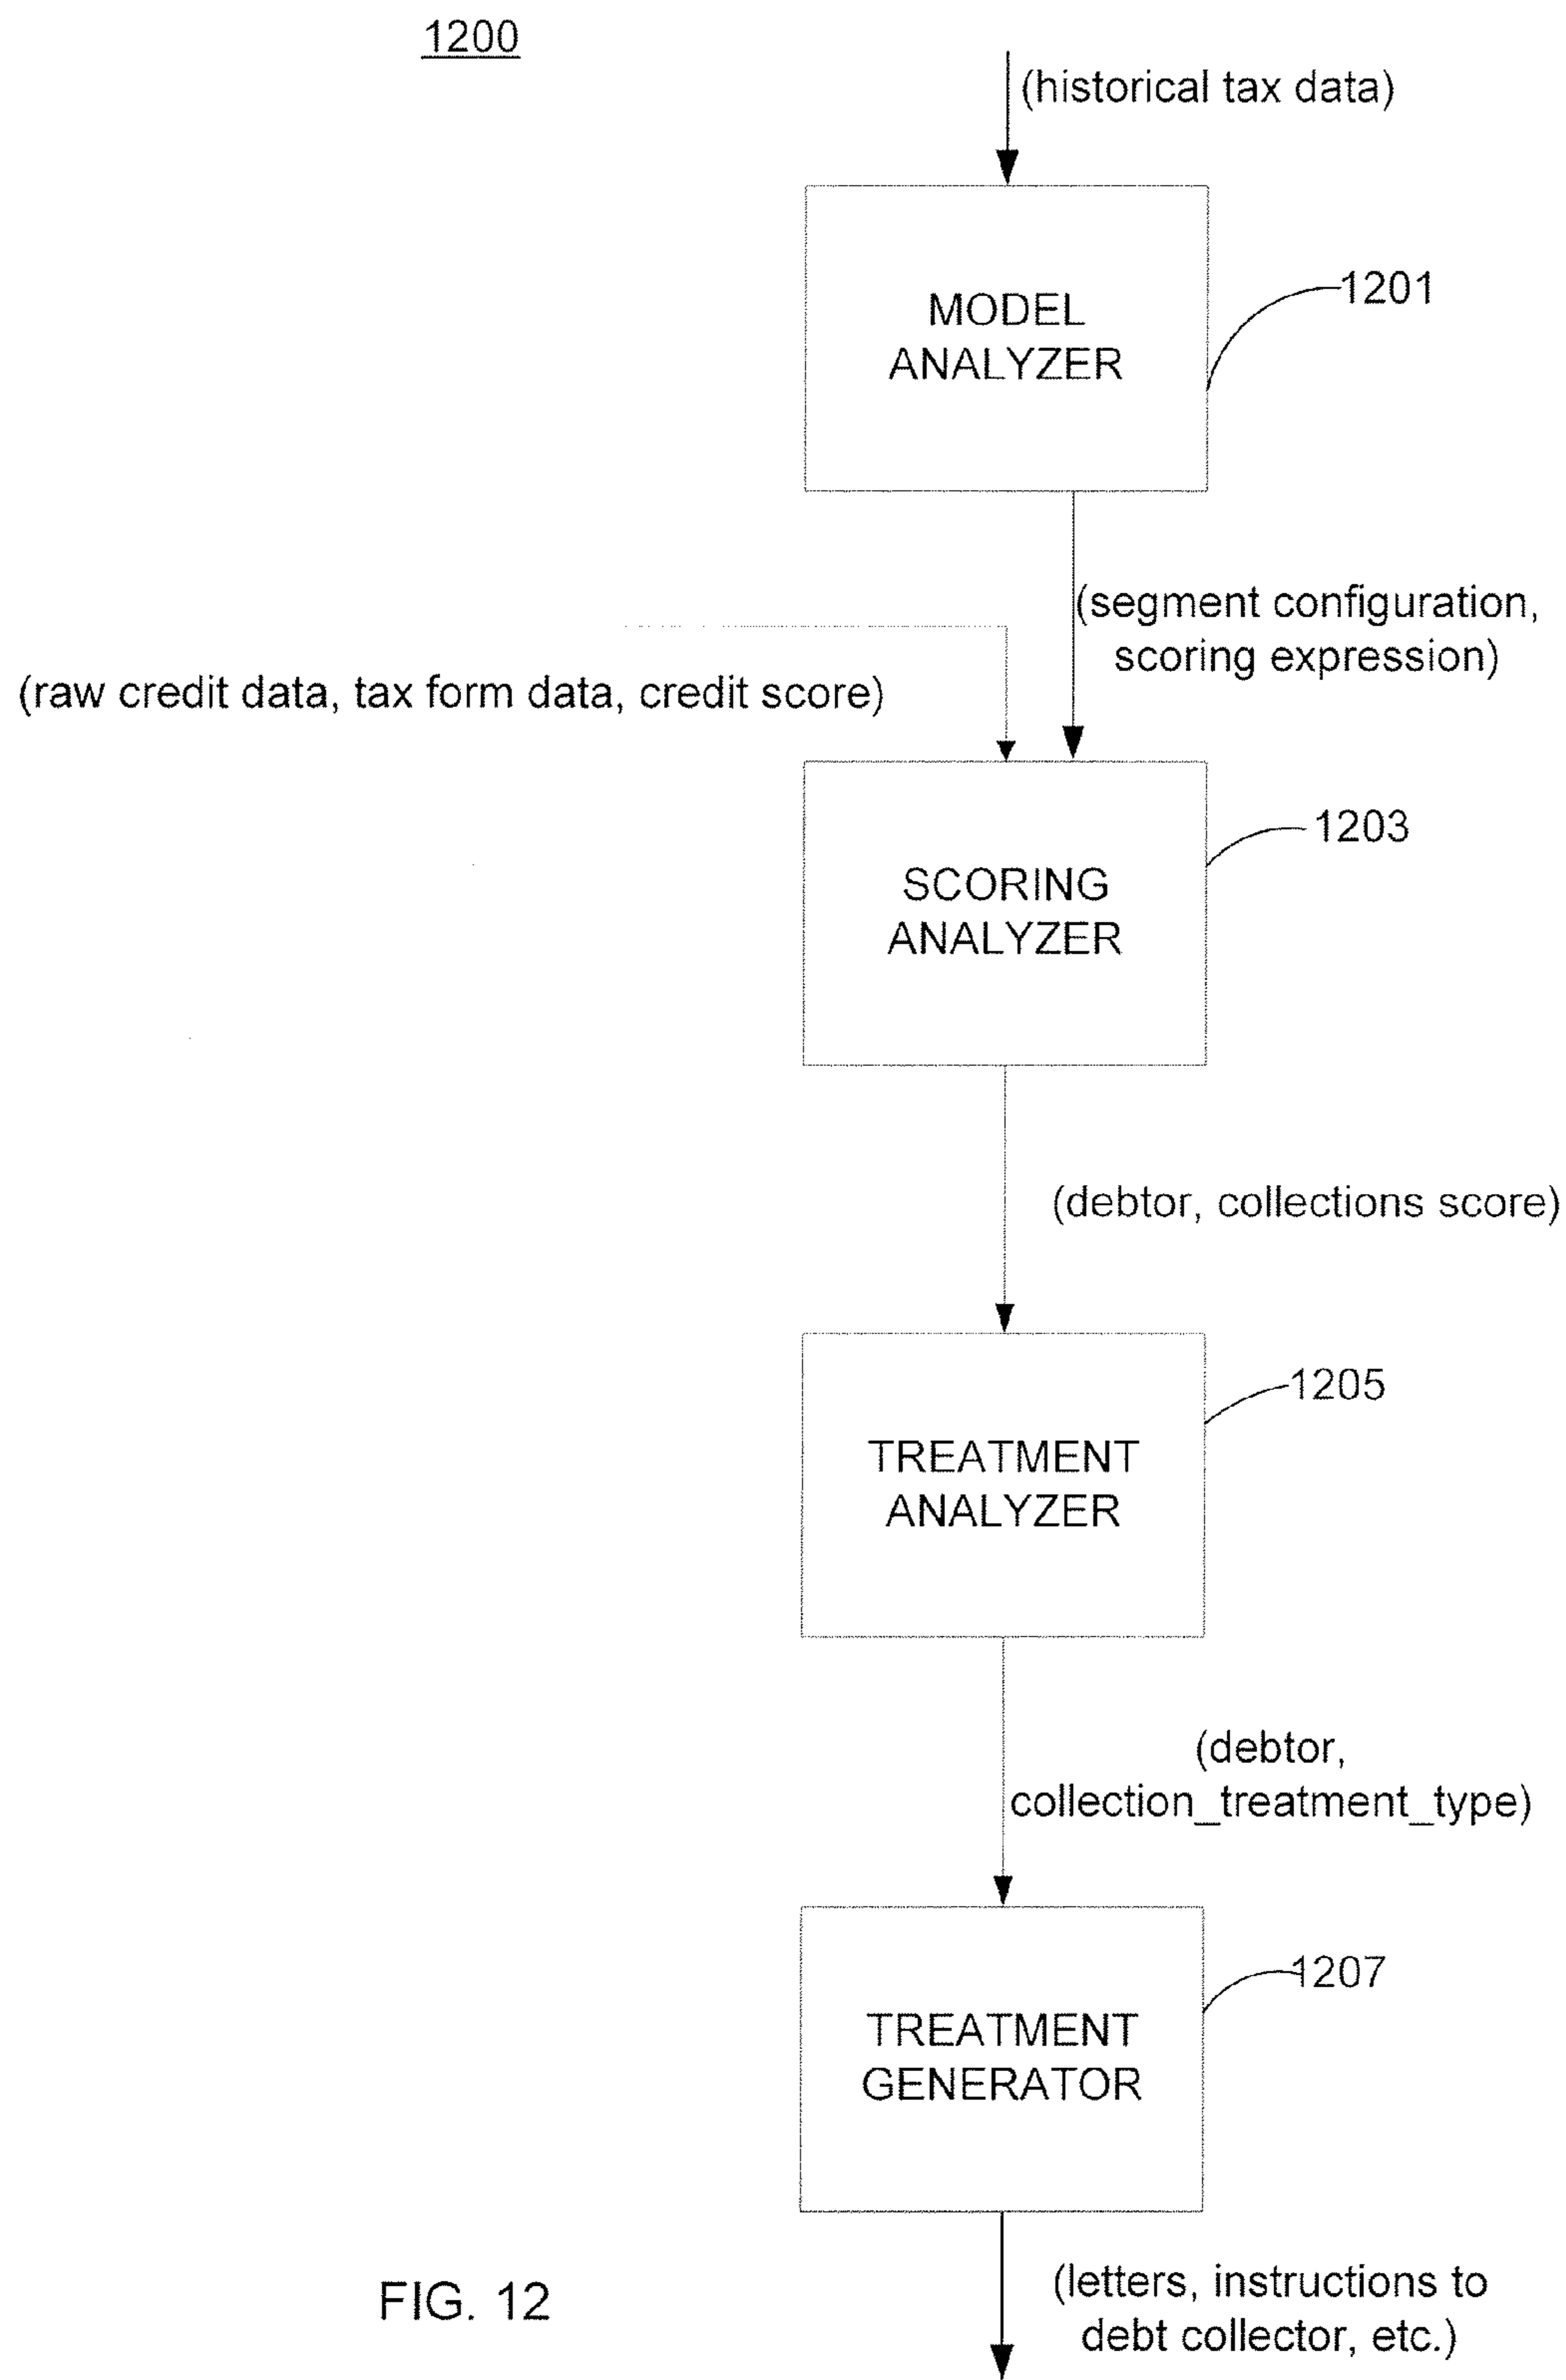 1200
(historical tax data)
MODEL
ANALYZER
1201
(segment configuration,
scoring expression)
(raw credit data, tax form data, credit score)
SCORING
ANALYZER
1203
(debtor, collections score)
TREATMENT
ANALYZER
1205
(debtor,
collection_treatment_type)
TREATMENT
GENERATOR
1207
(letters, instructions to
debt collector, etc.)
FIG. 12